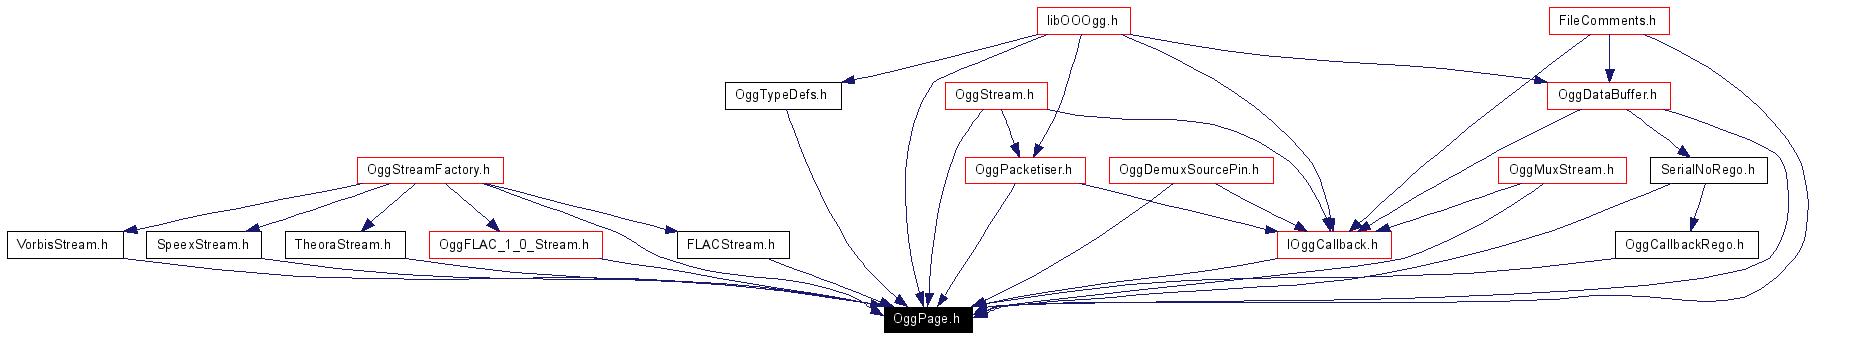 libOOOgg.h
FileComments.h
OggTypeDefs.h
OggStream.h
OggDataBuffer.h
OggStreamFactory.h
OggPacketiser.h
OggDemuxSourcePin.h
OggMuxStream.h
SerialNoRego.h
VorbisStream.h
SpeexStream.h
TheoraStream.h
OggFLAC_1_0_Stream.h
FLACStream.h
IOggCallback.h
OggCallbackRego.h
OggPage.h